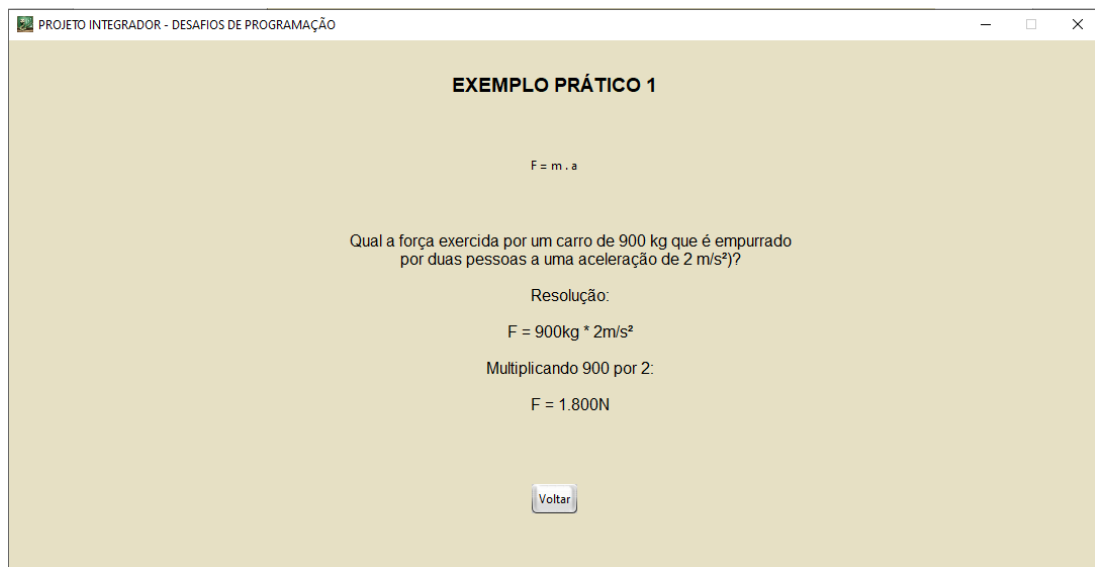 PROJETO INTEGRADOR - DESAFIOS DE PROGRAMAÇÃO
EXEMPLO PRÁTICO 1
F = m . a
Qual a força exercida por um carro de 900 kg que é empurrado
por duas pessoas a uma aceleração de 2 m/s²)?
Resolução:
F = 900kg * 2m/s²
Multiplicando 900 por 2:
F = 1.800N
Voltar